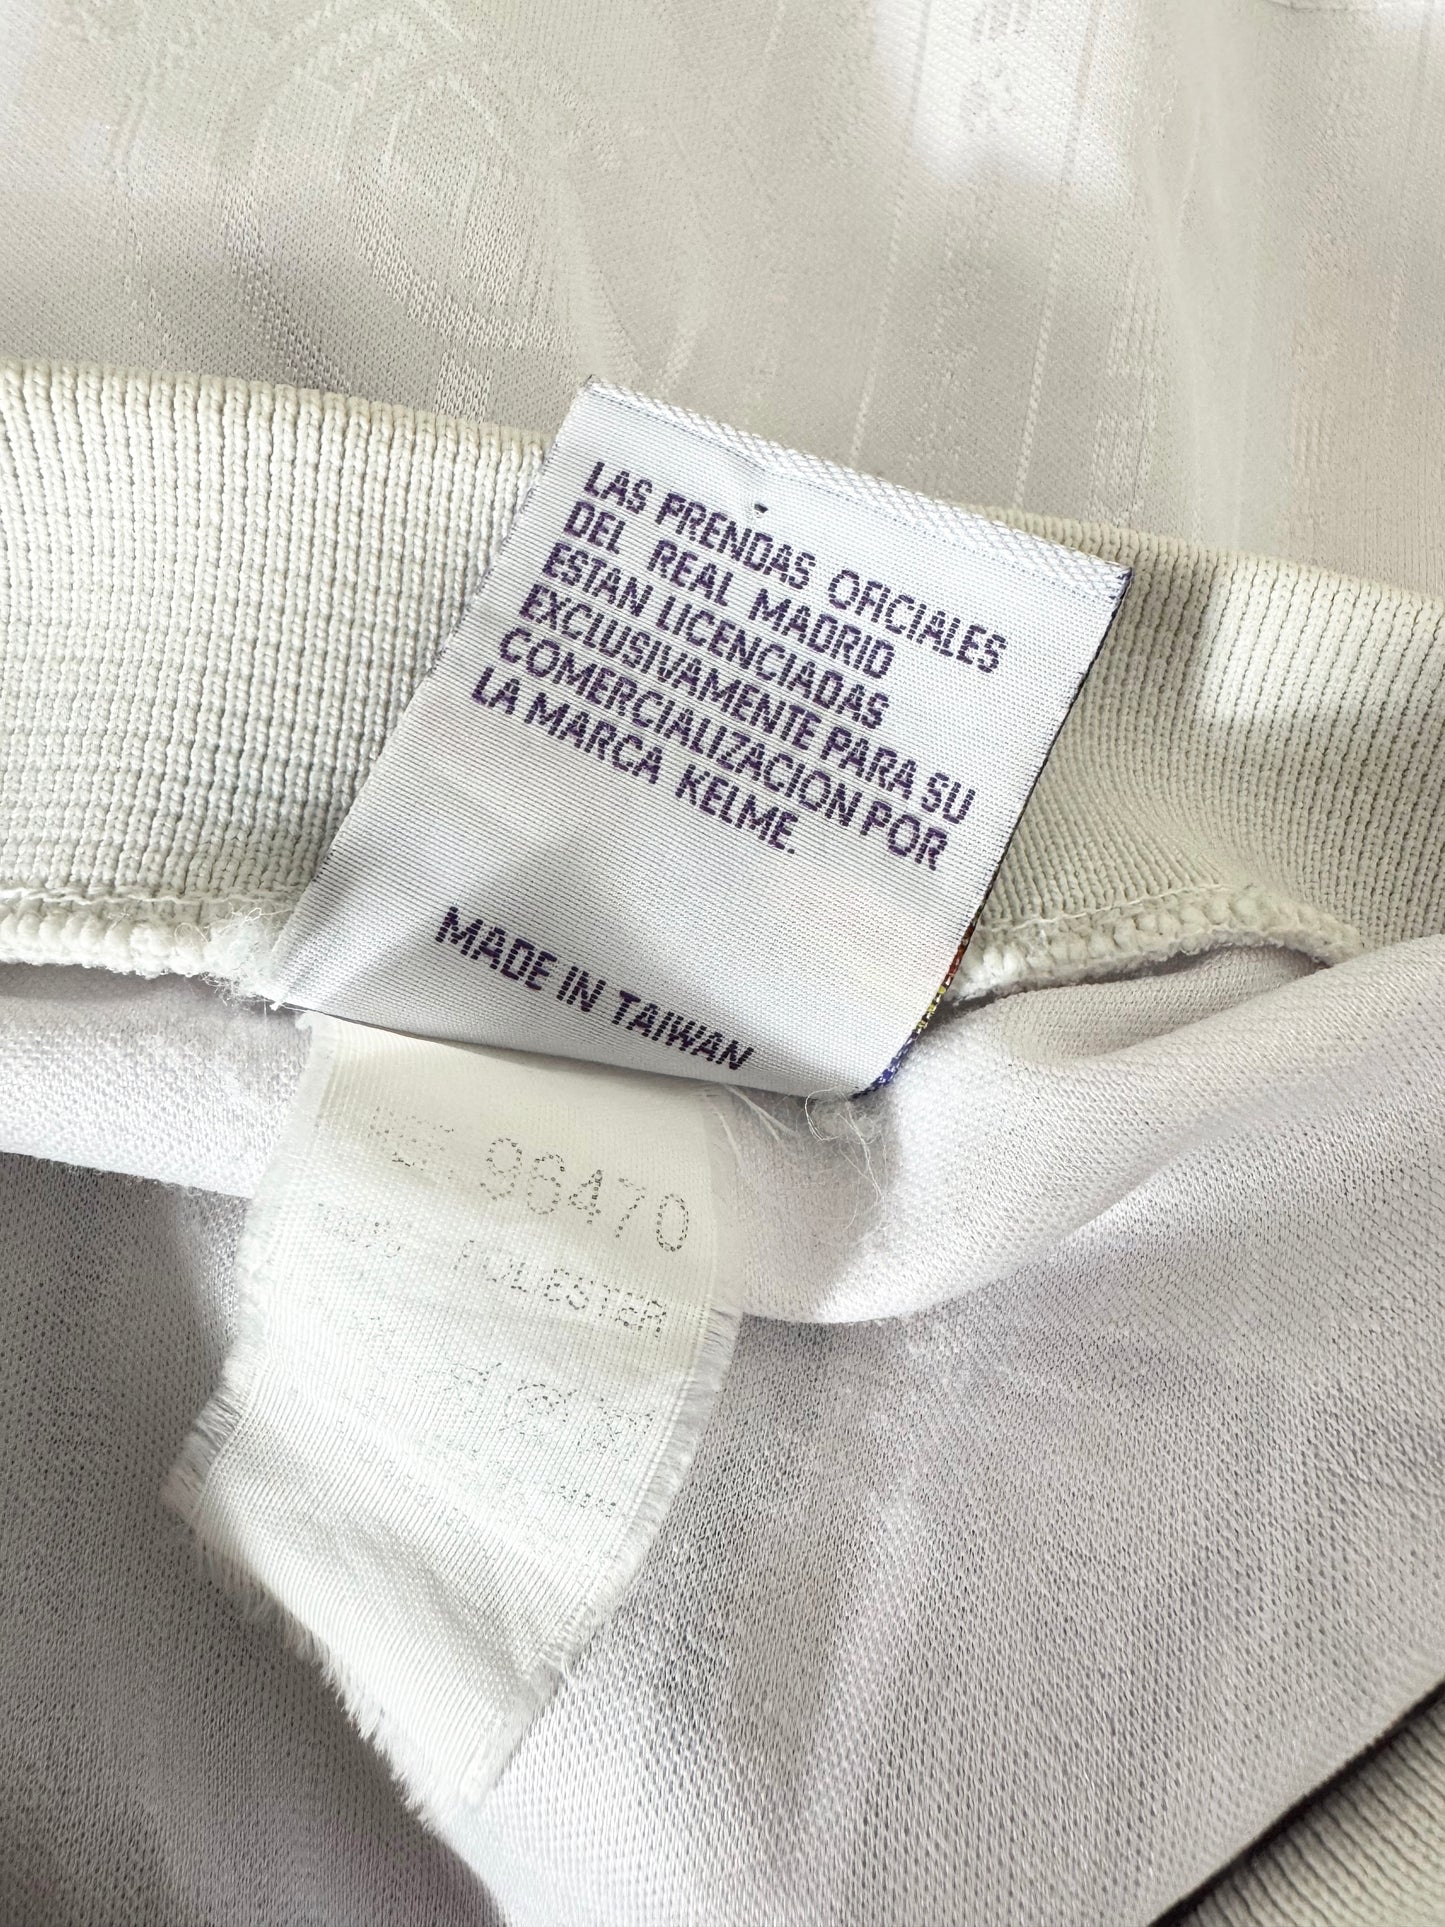 LAS PRENDAS OFICIALES
DEL REAL MADRID
ESTAN LICENCIADAS
EXCLUSIVAMENTE PARA SU
COMERCIALIZACION POR
LA MARCA KELME.
MADE IN TAIWAN
96470
POLESTER